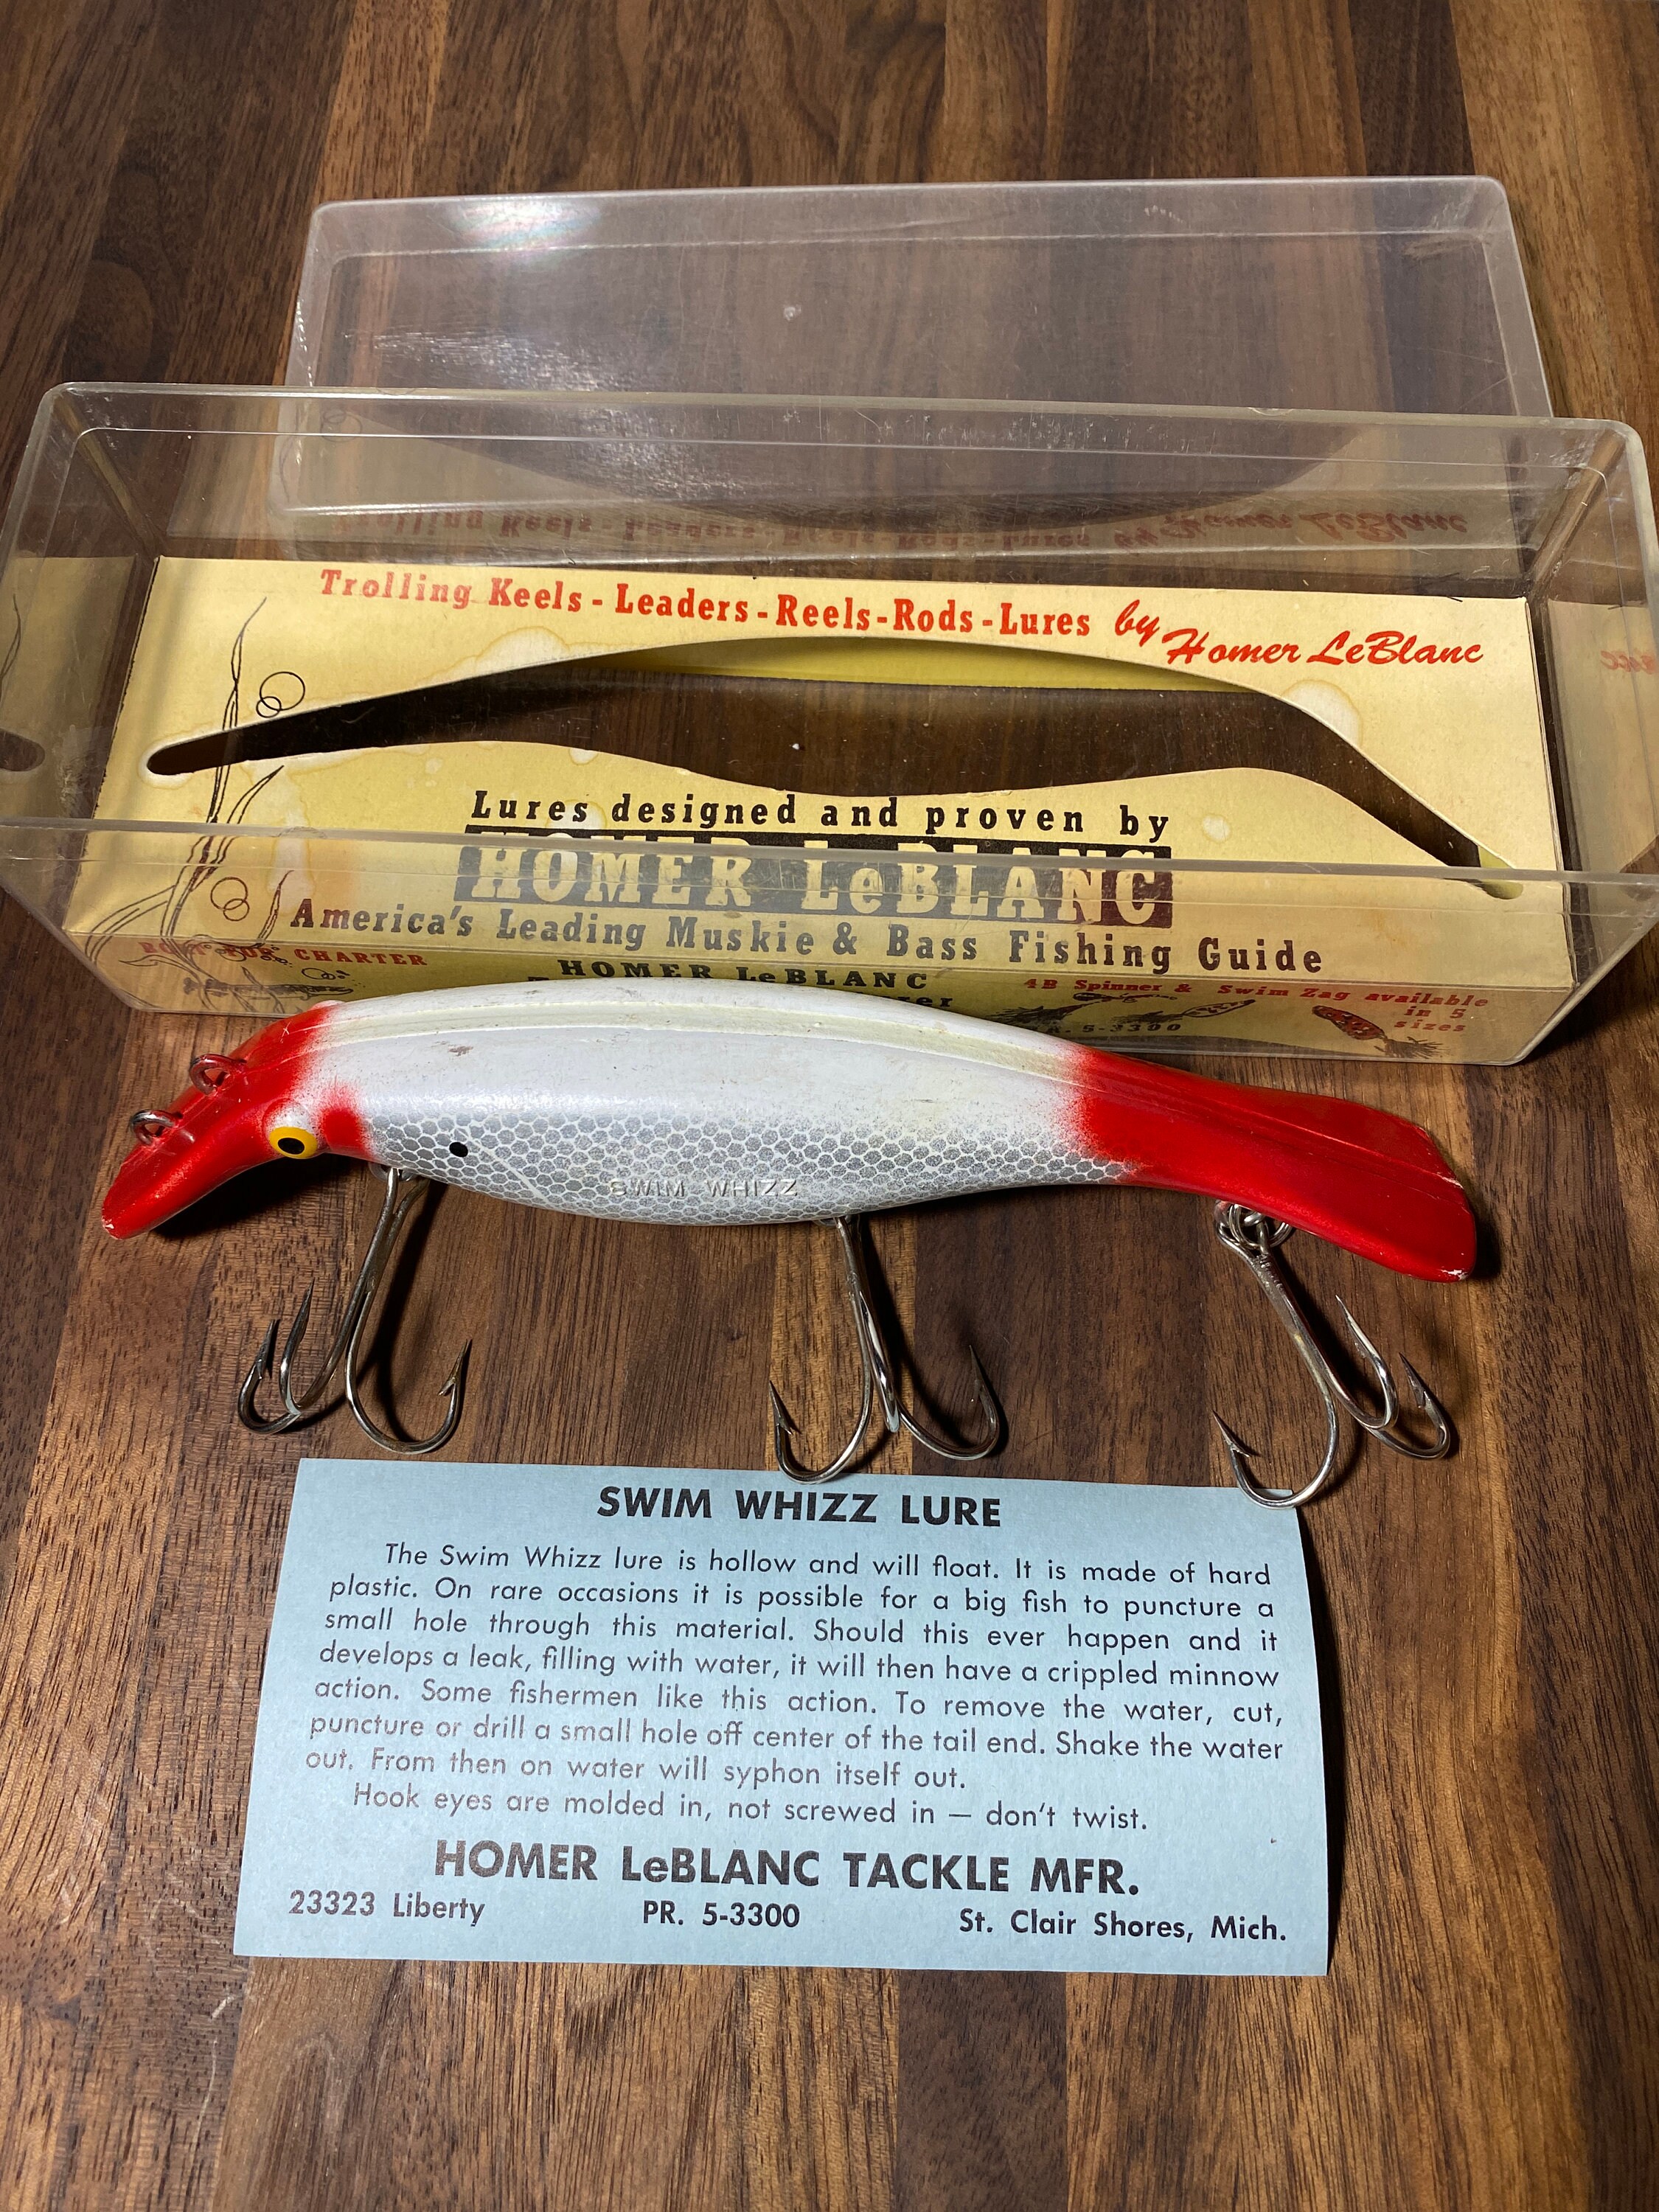 Trolling Keels - Leaders - Reels - Rods - Lures by Homer LeBlanc
Lures designed and proven by
HOMER LeBLANC
America's Leading Muskie & Bass Fishing Guide
CHARTER
HOMER LeBLANC
4B Spinner & Swim Zag available
in 5
sizes
5-3300
SWIM WHIZZ
SWIM WHIZZ LURE
The Swim Whizz lure is hollow and will float. It is made of hard
plastic. On rare occasions it is possible for a big fish to puncture a
small hole through this material. Should this ever happen and it
develops a leak, filling with water, it will then have a crippled minnow
action. Some fishermen like this action. To remove the water, cut,
puncture or drill a small hole off center of the tail end. Shake the water
out. From then on water will syphon itself out.
Hook eyes are molded in, not screwed in — don't twist.
HOMER LeBLANC TACKLE MFR.
23323 Liberty PR. 5-3300 St. Clair Shores, Mich.